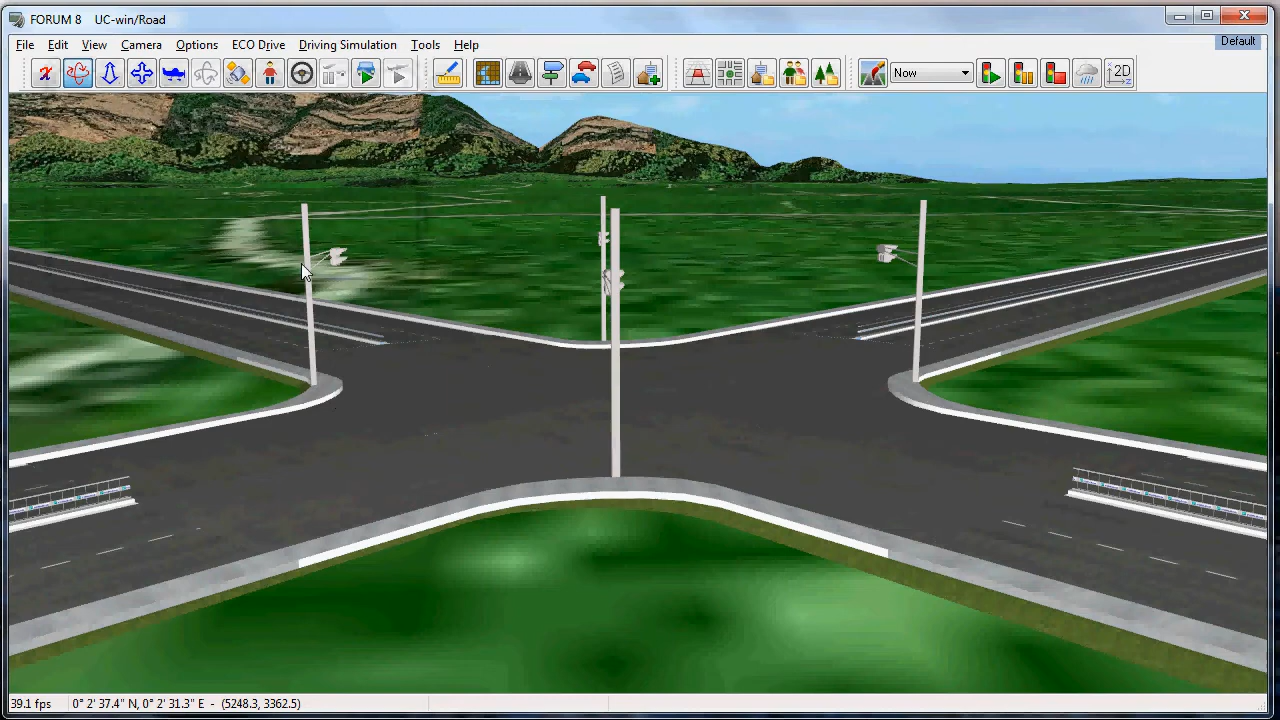 FORUM 8 UC-win/Road
File Edit View Camera Options ECO Drive Driving Simulation Tools Help
Default
Now
2D
39.1 fps 0° 2' 37.4" N, 0° 2' 31.3" E - (5248.3, 3362.5)